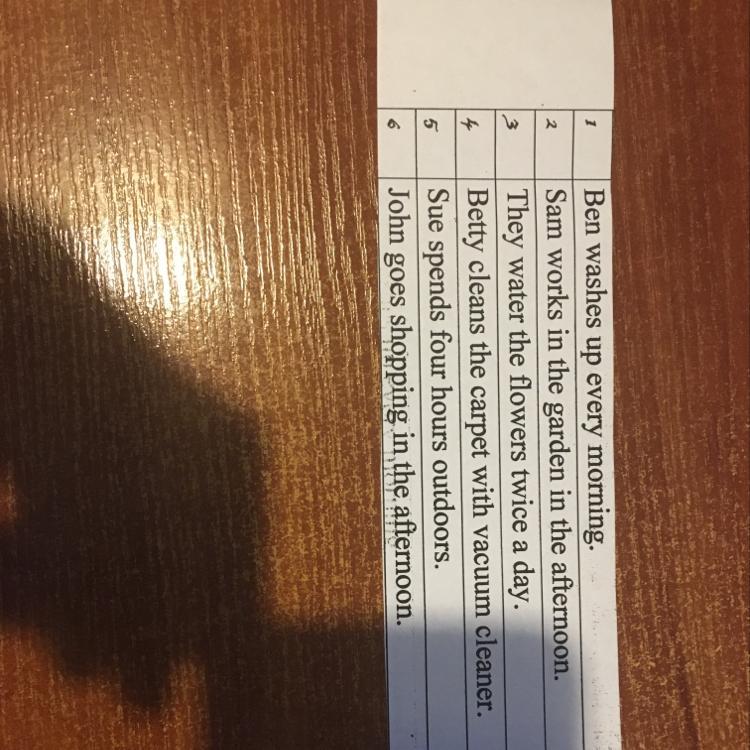 1 Ben washes up every morning.
2 Sam works in the garden in the afternoon.
3 They water the flowers twice a day.
4 Betty cleans the carpet with vacuum cleaner.
5 Sue spends four hours outdoors.
6 John goes shopping in the afternoon.